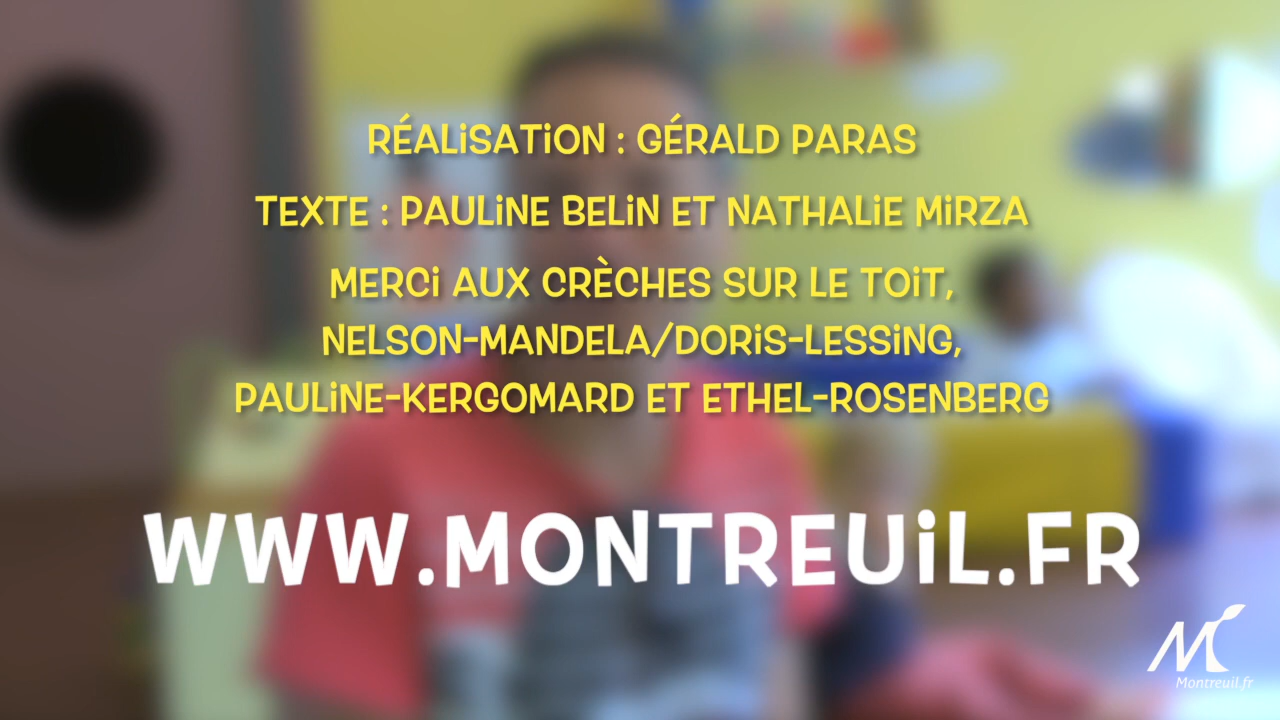 RÉALiSATiON : GÉRALD PARAS
TEXTE : PAULiNE BELiN ET NATHALiE MiRZA
MERCi AUX CRÈCHES SUR LE TOiT,
NELSON-MANDELA/DORiS-LESSiNG,
PAULiNE-KERGOMARD ET ETHEL-ROSENBERG
WWW.MONTREUiL.FR
Montreuil.fr